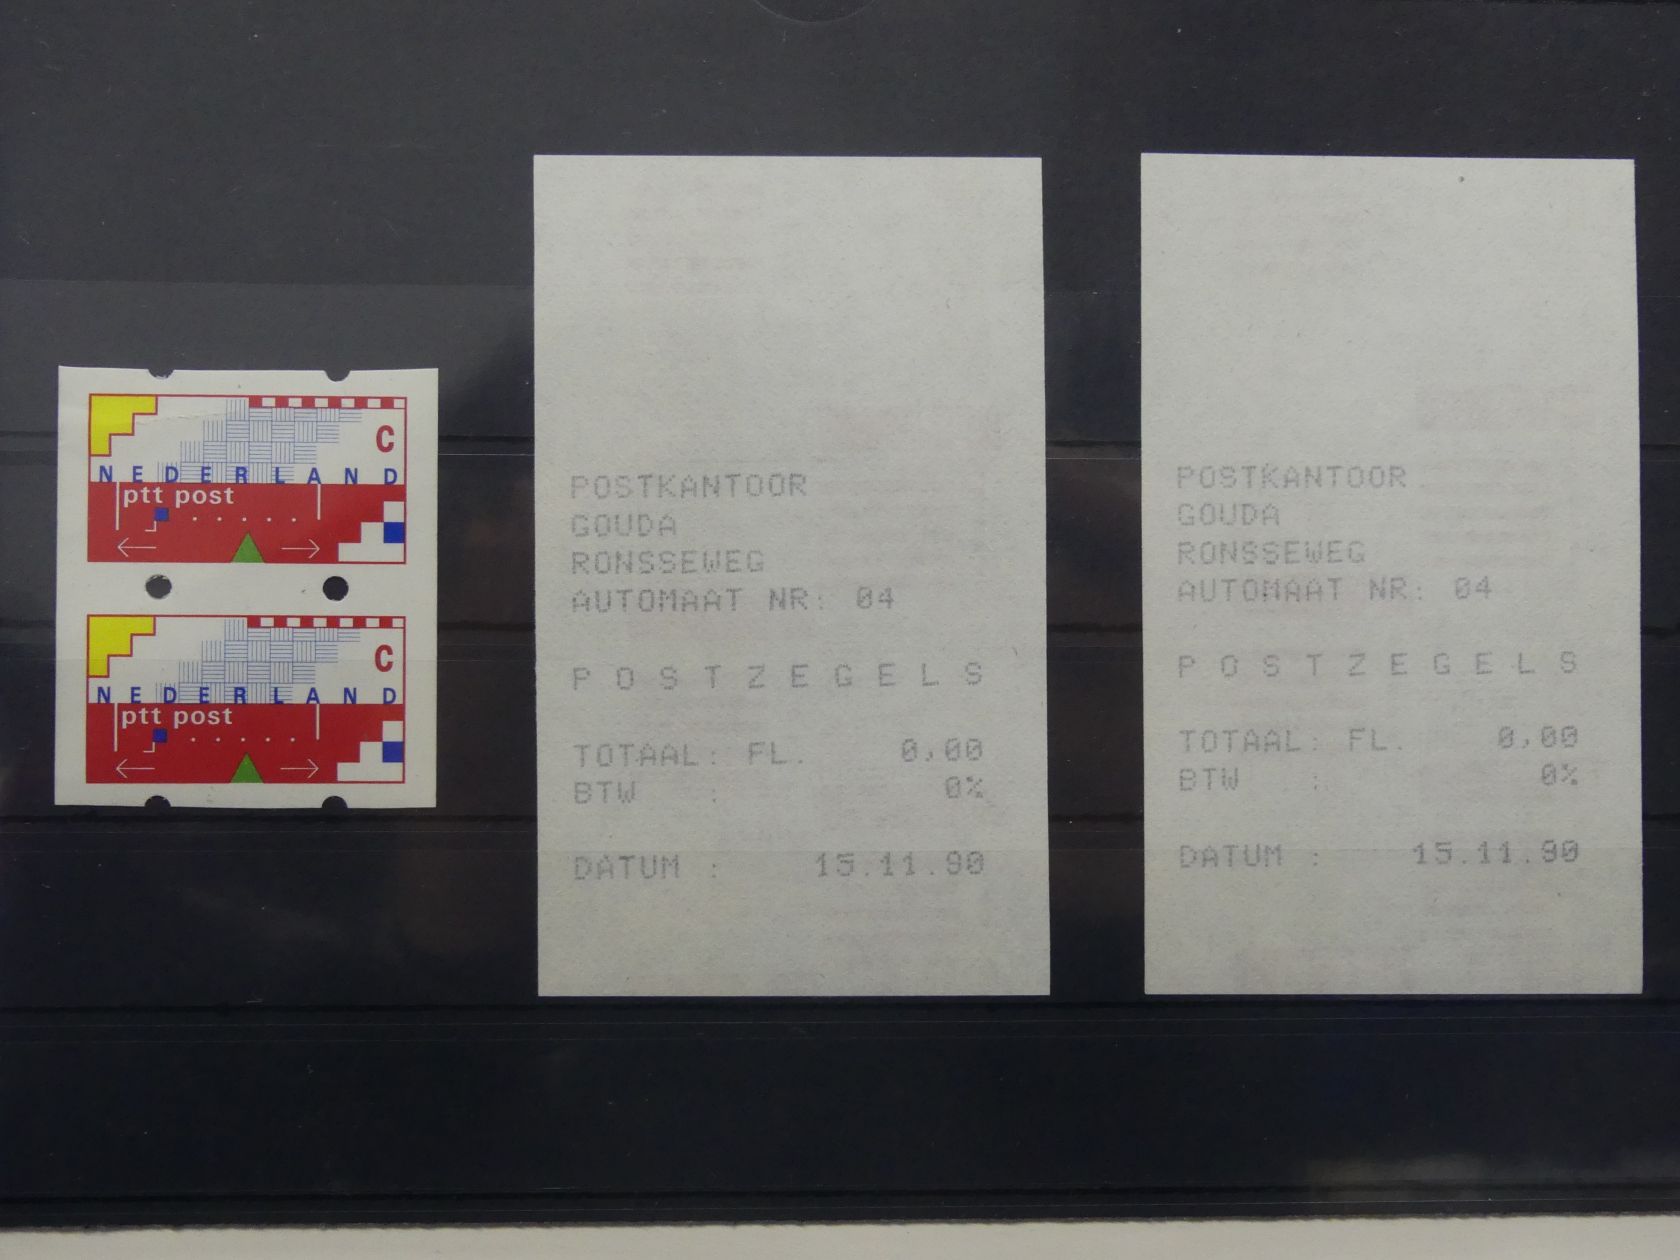 C
NEDERLAND
ptt post
C
NEDERLAND
ptt post
POSTKANTOOR
GOUDA
RONSSEWEG
AUTOMAAT NR: 04
POSTZEGELS
TOTAAL: FL. 0,00
BTW : 0%
DATUM : 15.11.90
POSTKANTOOR
GOUDA
RONSSEWEG
AUTOMAAT NR: 04
POSTZEGELS
TOTAAL: FL. 0,00
BTW : 0%
DATUM : 15.11.90